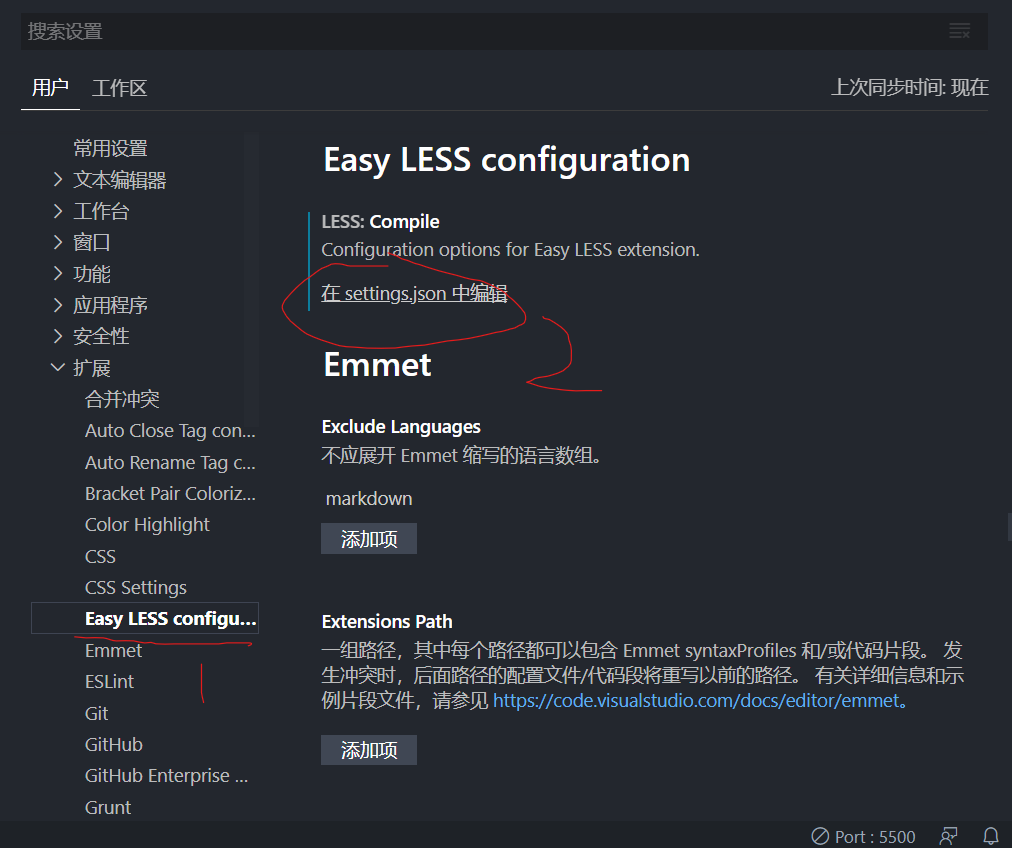 搜索设置
用户 工作区 上次同步时间: 现在
常用设置
文本编辑器
工作台
窗口
功能
应用程序
安全性
扩展
合并冲突
Auto Close Tag con...
Auto Rename Tag c...
Bracket Pair Coloriz...
Color Highlight
CSS
CSS Settings
Easy LESS configu...
Emmet
ESLint
Git
GitHub
GitHub Enterprise ...
Grunt
Easy LESS configuration
LESS: Compile
Configuration options for Easy LESS extension.
在 settings.json 中编辑
Emmet
Exclude Languages
不应展开 Emmet 缩写的语言数组。
markdown
添加项
Extensions Path
一组路径，其中每个路径都可以包含 Emmet syntaxProfiles 和/或代码片段。 发
生冲突时，后面路径的配置文件/代码段将重写以前的路径。 有关详细信息和示
例片段文件，请参见 https://code.visualstudio.com/docs/editor/emmet。
添加项
Port : 5500